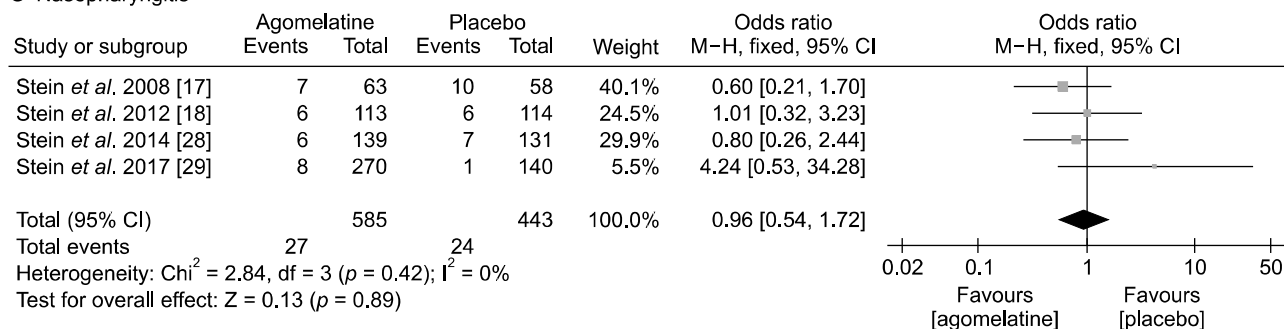 Agomelatine Placebo Odds ratio Odds ratio
Study or subgroup Events Total Events Total Weight M−H, fixed, 95% CI M−H, fixed, 95% CI
Stein et al. 2008 [17] 7 63 10 58 40.1% 0.60 [0.21, 1.70]
Stein et al. 2012 [18] 6 113 6 114 24.5% 1.01 [0.32, 3.23]
Stein et al. 2014 [28] 6 139 7 131 29.9% 0.80 [0.26, 2.44]
Stein et al. 2017 [29] 8 270 1 140 5.5% 4.24 [0.53, 34.28]
Total (95% CI) 585 443 100.0% 0.96 [0.54, 1.72]
Total events 27 24
Heterogeneity: Chi² = 2.84, df = 3 (p = 0.42); I² = 0%
Test for overall effect: Z = 0.13 (p = 0.89)
0.02 0.1 1 10 50
Favours Favours
[agomelatine] [placebo]